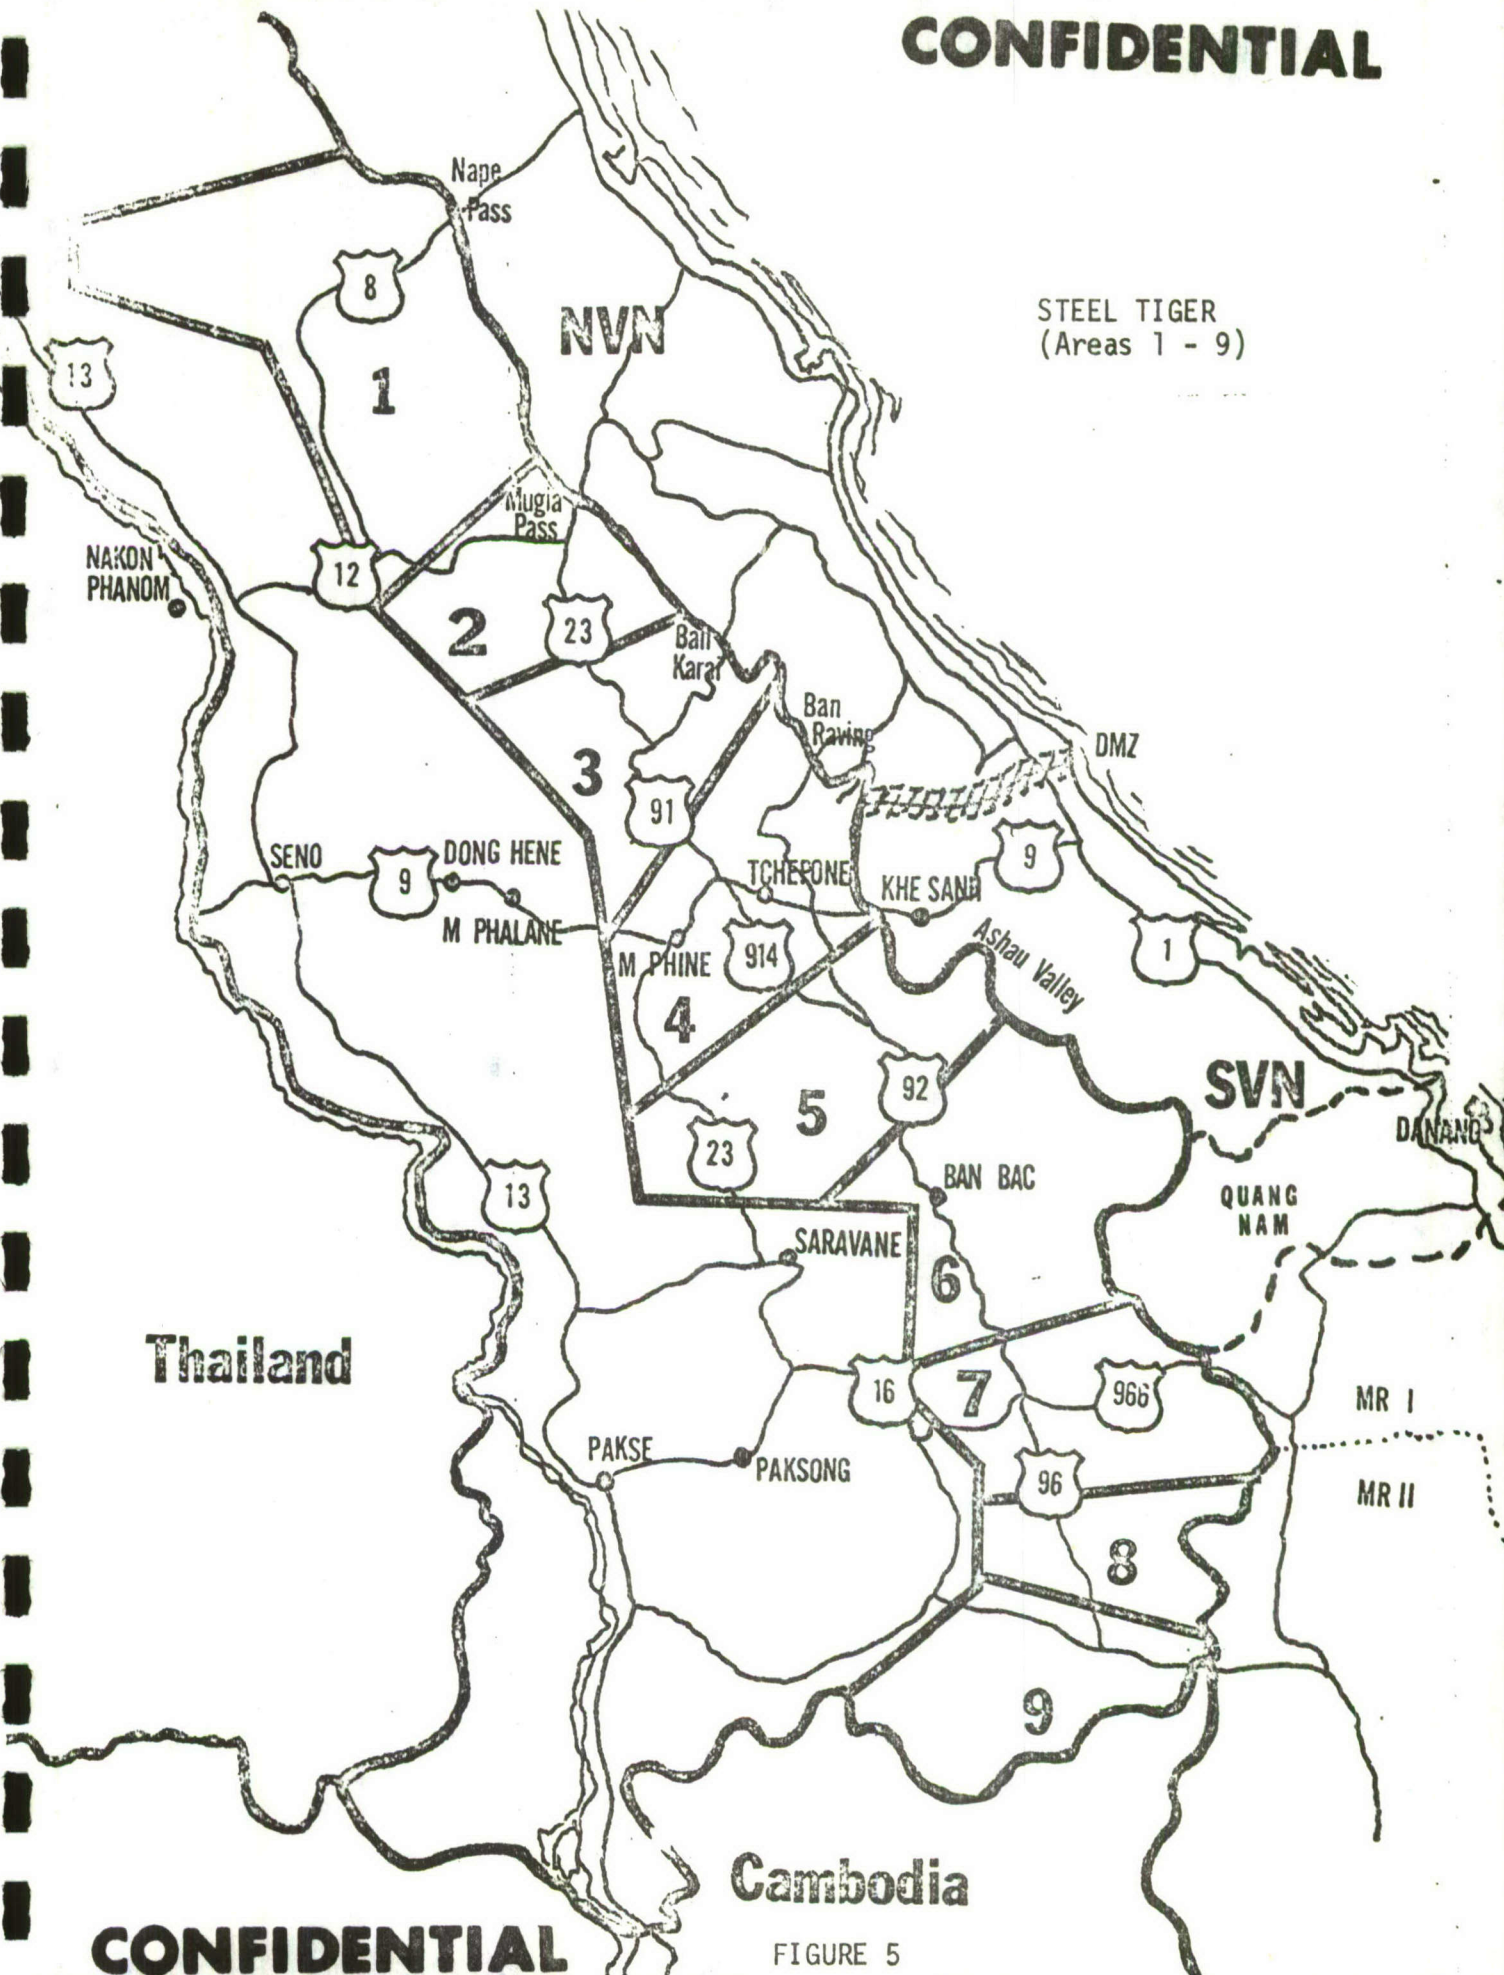 CONFIDENTIAL
Nape
Pass
8
NVN
STEEL TIGER
(Areas 1 - 9)
13
1
Mugia
Pass
NAKON
PHANOM
12
2
23
Ban
Karai
Ban
Raving
DMZ
3
91
SENO
9
DONG HENE
TCHEPONE
KHE SANH
9
M PHALANE
M PHINE
914
Ashau Valley
1
4
92
SVN
5
DANANG
23
13
BAN BAC
QUANG
NAM
SARAVANE
6
Thailand
16
7
966
MR I
PAKSE
PAKSONG
96
MR II
8
9
Cambodia
CONFIDENTIAL
FIGURE 5